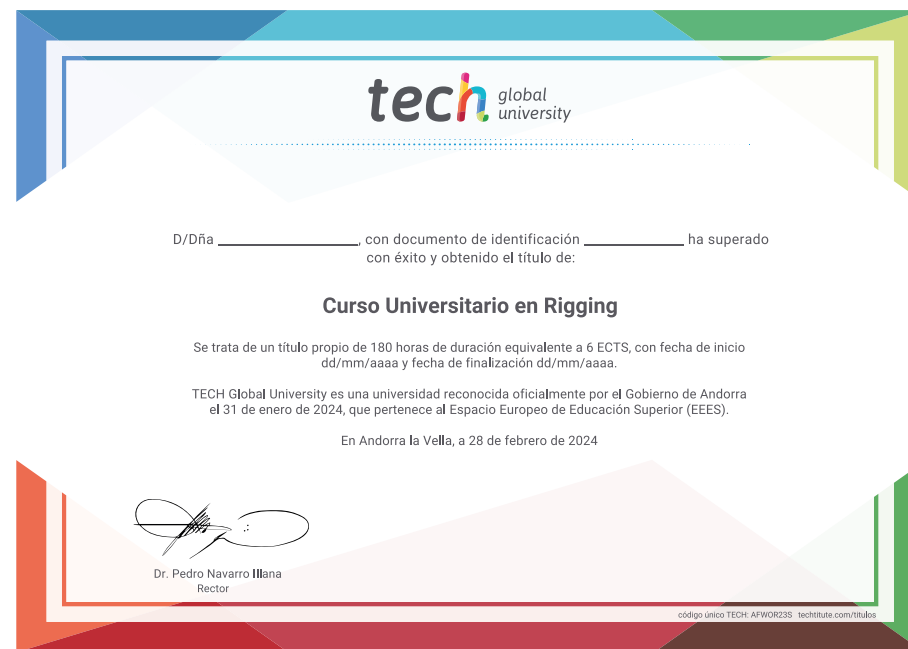 tech global university
D/Dña ____________________, con documento de identificación ______________ ha superado
con éxito y obtenido el título de:
Curso Universitario en Rigging
Se trata de un título propio de 180 horas de duración equivalente a 6 ECTS, con fecha de inicio
dd/mm/aaaa y fecha de finalización dd/mm/aaaa.
TECH Global University es una universidad reconocida oficialmente por el Gobierno de Andorra
el 31 de enero de 2024, que pertenece al Espacio Europeo de Educación Superior (EEES).
En Andorra la Vella, a 28 de febrero de 2024
Dr. Pedro Navarro Illana
Rector
código único TECH: AFWOR23S techtitute.com/titulos